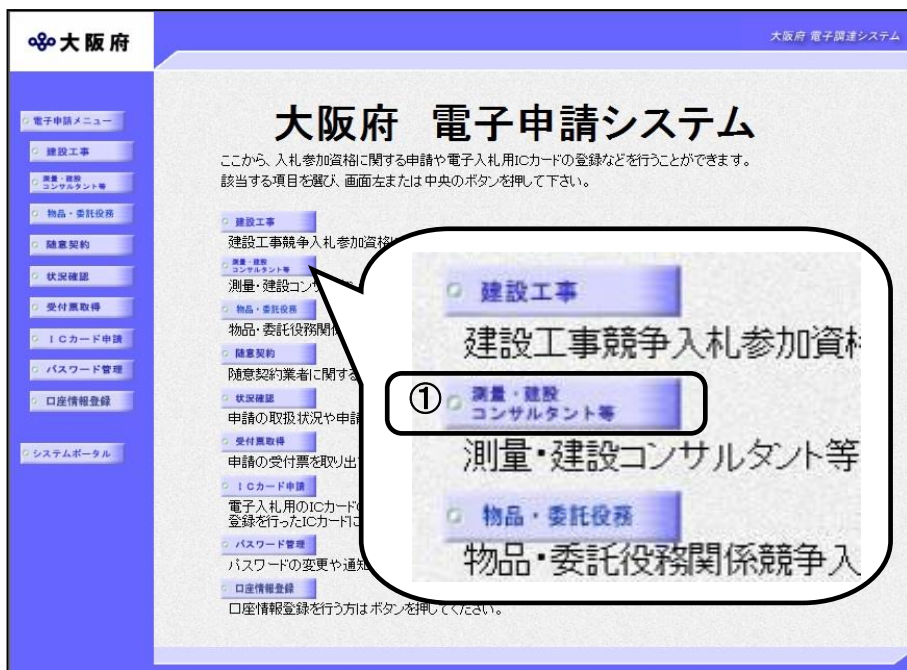 大阪府
大阪府 電子調達システム
電子申請メニュー
建設工事
測量・建設
コンサルタント等
物品・委託役務
随意契約
状況確認
受付票取得
ICカード申請
パスワード管理
口座情報登録
システムポータル
大阪府 電子申請システム
ここから、入札参加資格に関する申請や電子入札用ICカードの登録などを行うことができます。
該当する項目を選び、画面左または中央のボタンを押して下さい。
建設工事
建設工事競争入札参加資格
測量・建設
コンサルタント等
測量・建設コン
物品・委託役務
物品・委託役務関
随意契約
随意契約業者に関する
状況確認
申請の取扱状況や申請
受付票取得
申請の受付票を取り出
ICカード申請
電子入札用のICカードの
登録を行ったICカードに
パスワード管理
パスワードの変更や通知
口座情報登録
口座情報登録を行う方はボタンを押してください。
建設工事
建設工事競争入札参加資
①
測量・建設
コンサルタント等
測量・建設コンサルタント等
物品・委託役務
物品・委託役務関係競争入